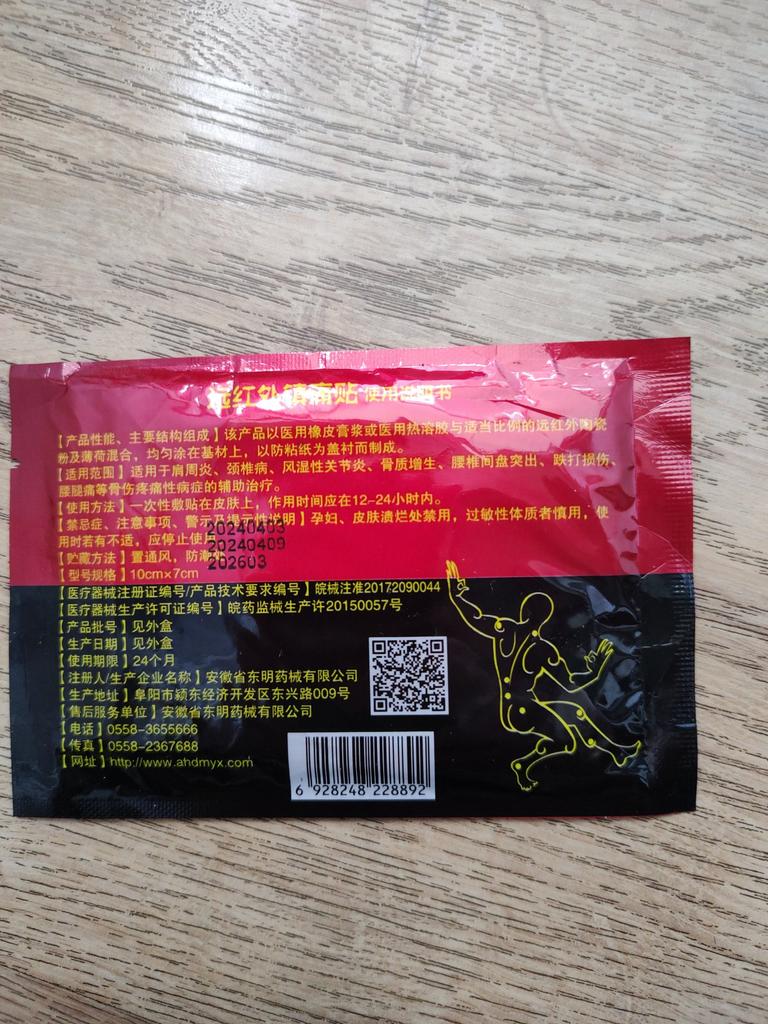 远红外镇痛贴 使用说明书
【产品性能、主要结构组成】该产品以医用橡皮膏浆或医用热溶胶与适当比例的远红外陶瓷
粉及薄荷混合，均匀涂在基材上，以防粘纸为盖衬而制成。
【适用范围】适用于肩周炎、颈椎病、风湿性关节炎、骨质增生、腰椎间盘突出、跌打损伤、
腰腿痛等骨伤疼痛性病症的辅助治疗。
【使用方法】一次性敷贴在皮肤上，作用时间应在12-24小时内。
【禁忌症、注意事项、警示及提示性说明】孕妇、皮肤溃烂处禁用，过敏性体质者慎用，使
用时若有不适，应停止使用
20240403
20240409
202603
【贮藏方法】置通风，防潮
【型号规格】10cm×7cm
【医疗器械注册证编号/产品技术要求编号】皖械注准20172090044
【医疗器械生产许可证编号】皖药监械生产许20150057号
【产品批号】见外盒
【生产日期】见外盒
【使用期限】24个月
【注册人/生产企业名称】安徽省东明药械有限公司
【生产地址】阜阳市颍东经济开发区东兴路009号
【售后服务单位】安徽省东明药械有限公司
【电话】0558-3655666
【传真】0558-2367688
【网址】http://www.ahdmyx.com
6 928248 228892